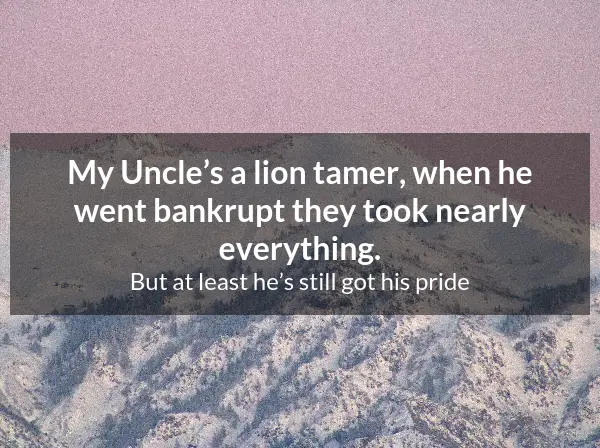 My Uncle’s a lion tamer, when he
went bankrupt they took nearly
everything.
But at least he’s still got his pride